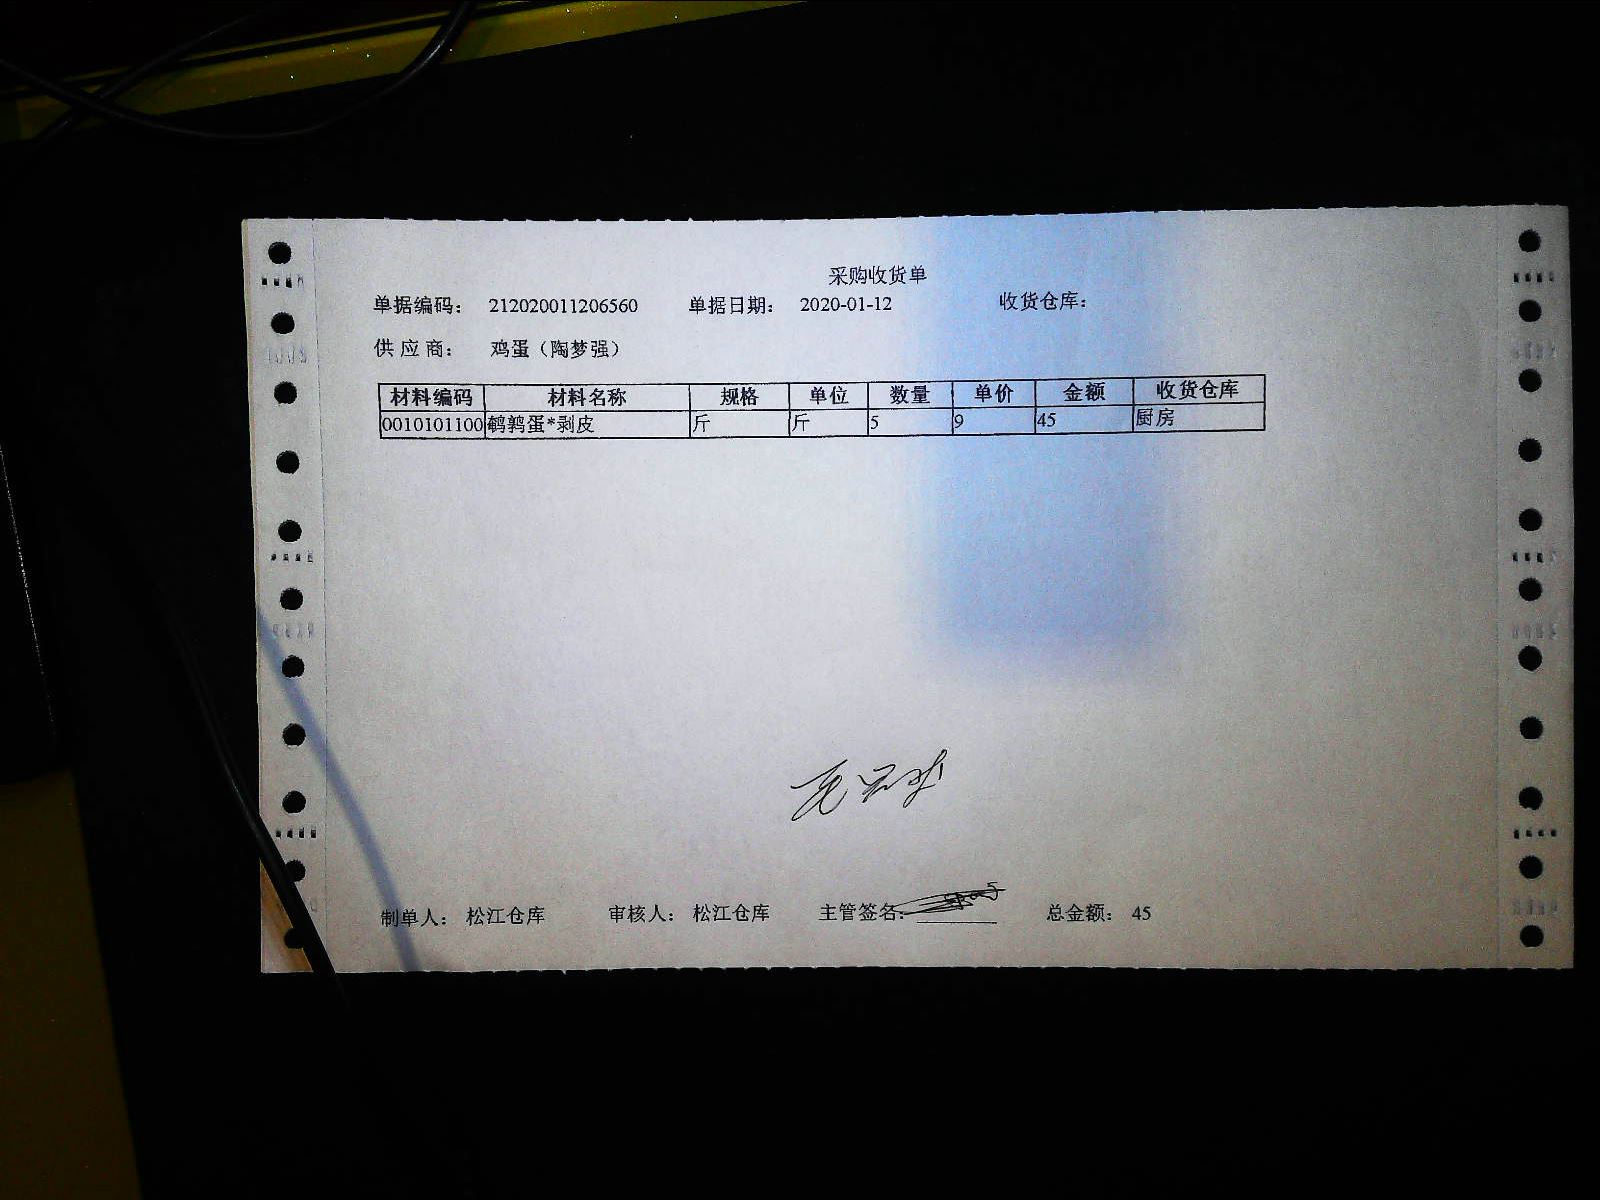 采购收货单
单据编码： 212020011206560 单据日期： 2020-01-12 收货仓库：
供 应 商： 鸡蛋（陶梦强）
材料编码 材料名称 规格 单位 数量 单价 金额 收货仓库
0010101100 鹌鹑蛋*剥皮 斤 斤 5 9 45 厨房
制单人： 松江仓库 审核人： 松江仓库 主管签名: 总金额： 45